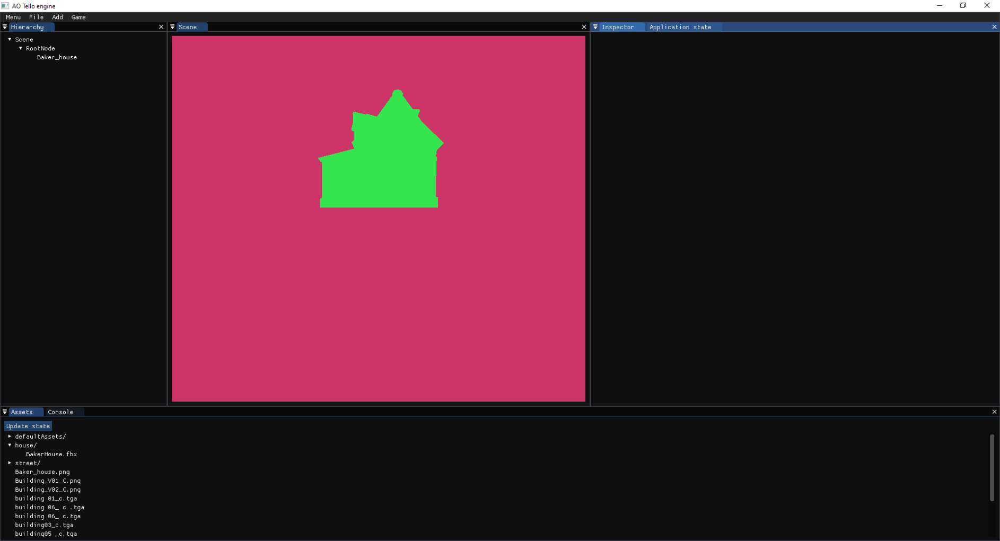 AO Tello engine
Menu File Add Game
Hierarchy
Scene
RootNode
Baker_house
Scene
Inspector Application state
Assets Console
Update state
defaultAssets/
house/
BakerHouse.fbx
street/
Baker_house.png
Building_V01_C.png
Building_V02_C.png
building 01_c.tga
building 06_ c .tga
building 06_ c.tga
building03_c.tga
building05 _c.tga